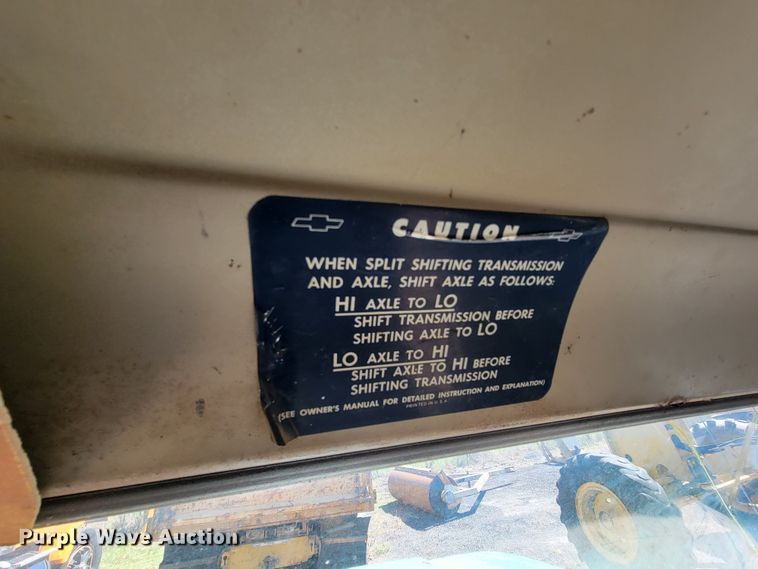 CAUTION
WHEN SPLIT SHIFTING TRANSMISSION
AND AXLE, SHIFT AXLE AS FOLLOWS:
HI AXLE TO LO
SHIFT TRANSMISSION BEFORE
SHIFTING AXLE TO LO
LO AXLE TO HI
SHIFT AXLE TO HI BEFORE
SHIFTING TRANSMISSION
(SEE OWNER'S MANUAL FOR DETAILED INSTRUCTION AND EXPLANATION)
PRINTED IN U.S.A.
Purple Wave Auction